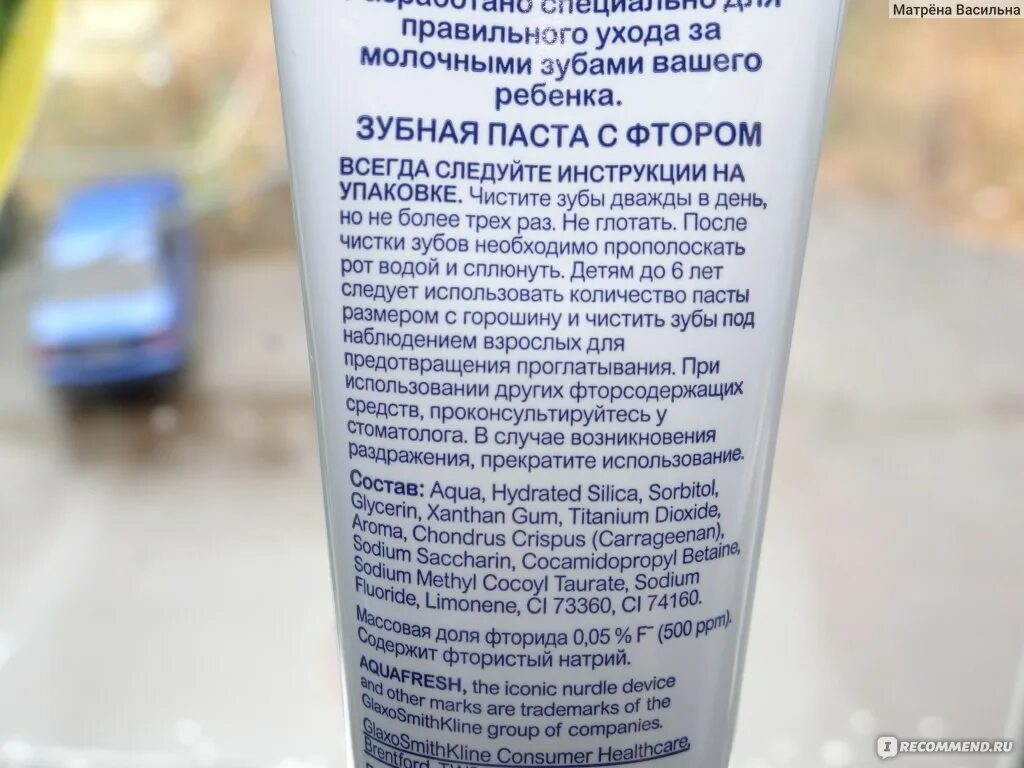 Матрёна Васильна
Разработано специально для
правильного ухода за
молочными зубами вашего
ребенка.
ЗУБНАЯ ПАСТА С ФТОРОМ
ВСЕГДА СЛЕДУЙТЕ ИНСТРУКЦИИ НА
УПАКОВКЕ. Чистите зубы дважды в день,
но не более трех раз. Не глотать. После
чистки зубов необходимо прополоскать
рот водой и сплюнуть. Детям до 6 лет
следует использовать количество пасты
размером с горошину и чистить зубы под
наблюдением взрослых для
предотвращения проглатывания. При
использовании других фторсодержащих
средств, проконсультируйтесь у
стоматолога. В случае возникновения
раздражения, прекратите использование.
Состав: Aqua, Hydrated Silica, Sorbitol,
Glycerin, Xanthan Gum, Titanium Dioxide,
Aroma, Chondrus Crispus (Carrageenan),
Sodium Saccharin, Cocamidopropyl Betaine,
Sodium Methyl Cocoyl Taurate, Sodium
Fluoride, Limonene, CI 73360, CI 74160.
Массовая доля фторида 0,05 % F⁻ (500 ppm).
Содержит фтористый натрий.
AQUAFRESH, the iconic nurdle device
and other marks are trademarks of the
GlaxoSmithKline group of companies.
GlaxoSmithKline Consumer Healthcare,
Brentford,
IRECOMMEND.RU